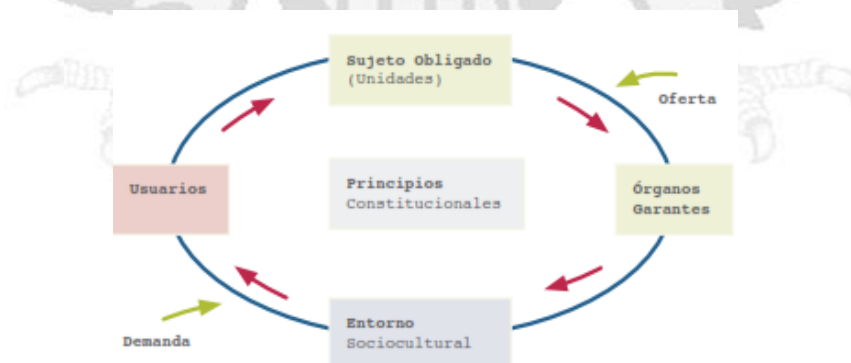 Sujeto Obligado
(Unidades)
Oferta
Usuarios
Principios
Constitucionales
Órganos
Garantes
Entorno
Sociocultural
Demanda